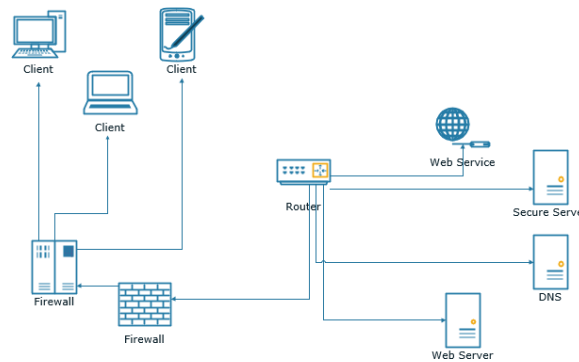 Client
Client
Client
Web Service
Router
Secure Serve
Firewall
DNS
Firewall
Web Server